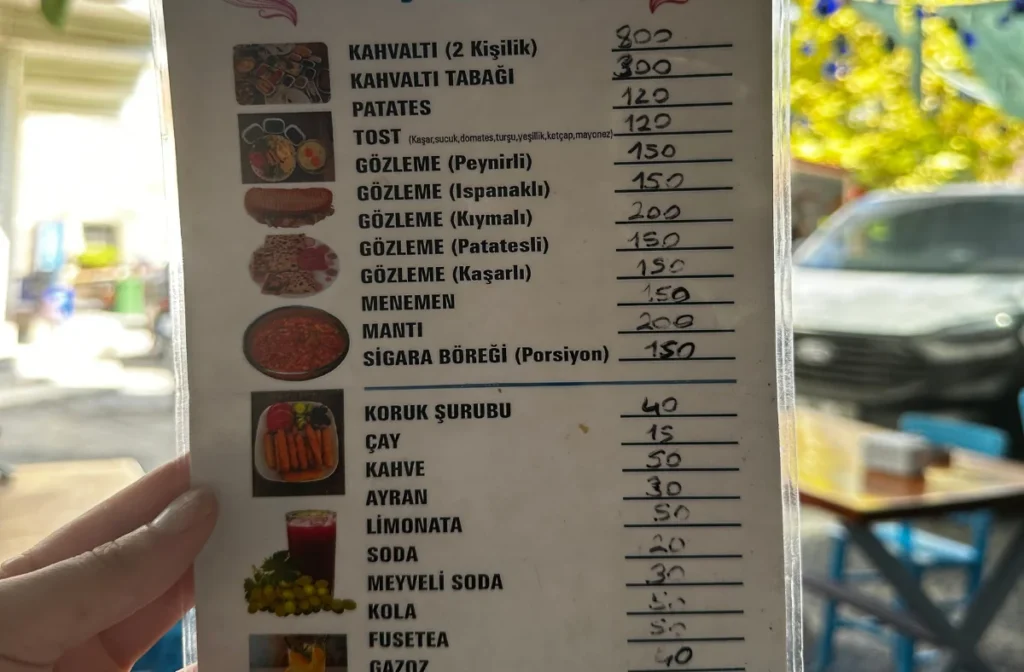 KAHVALTI (2 Kişilik) 800
KAHVALTI TABAĞI 300
PATATES 120
TOST (Kaşar,sucuk,domates,turşu,yeşillik,ketçap,mayonez) 120
GÖZLEME (Peynirli) 150
GÖZLEME (Ispanaklı) 150
GÖZLEME (Kıymalı) 200
GÖZLEME (Patatesli) 150
GÖZLEME (Kaşarlı) 150
MENEMEN 150
MANTI 200
SİGARA BÖREĞİ (Porsiyon) 150
KORUK ŞURUBU 40
ÇAY 15
KAHVE 50
AYRAN 30
LİMONATA 50
SODA 20
MEYVELİ SODA 30
KOLA 50
FUSETEA 50
GAZOZ 40